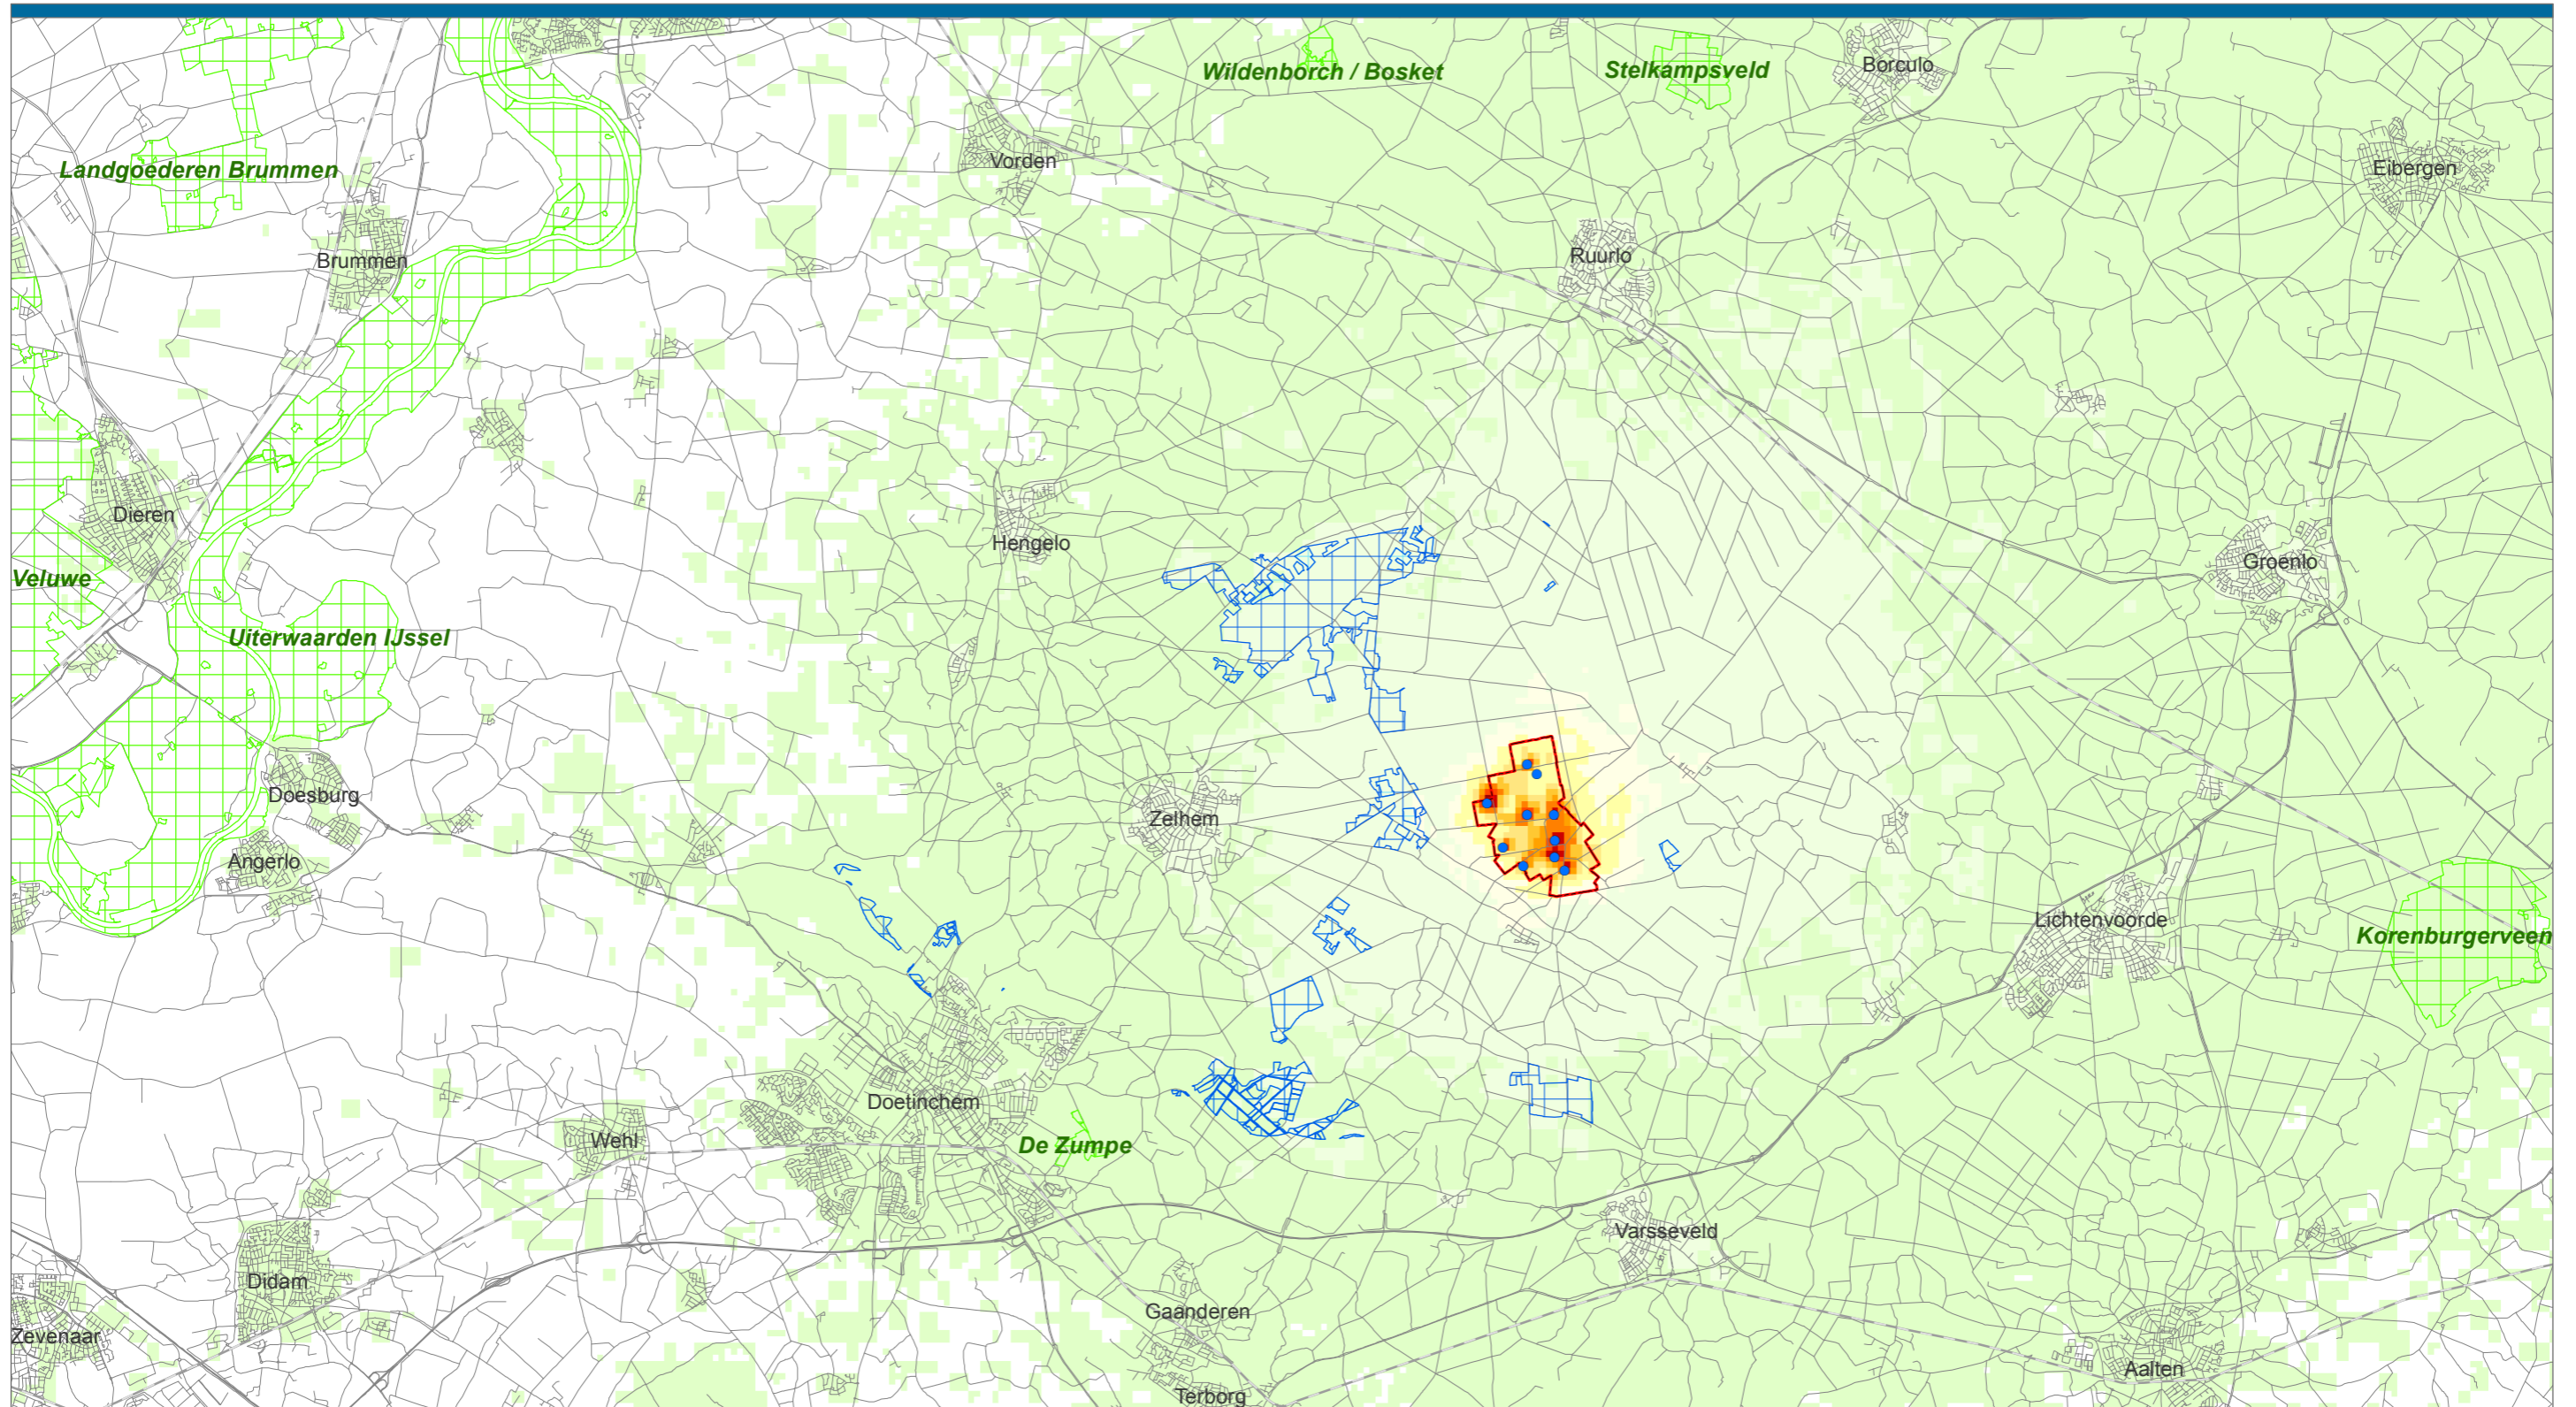 Wildenborch / Bosket
Stelkampsveld
Borculo
Vorden
Landgoederen Brummen
Eibergen
Brummen
Ruurlo
Dieren
Hengelo
Groenlo
Veluwe
Uiterwaarden IJssel
Doesburg
Zelhem
Angerlo
Lichtenvoorde
Korenburgerveen
Doetinchem
Wehl
De Zumpe
Varsseveld
Didam
Gaanderen
Zevenaar
Aalten
Terborg